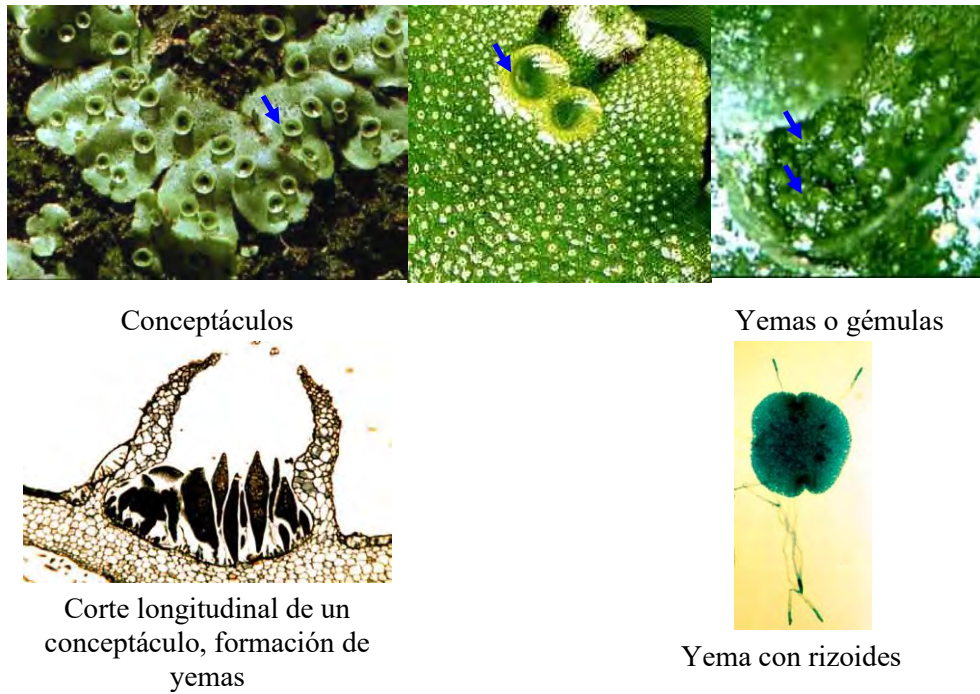 Conceptáculos
Yemas o gémulas
Corte longitudinal de un
conceptáculo, formación de
yemas
Yema con rizoides